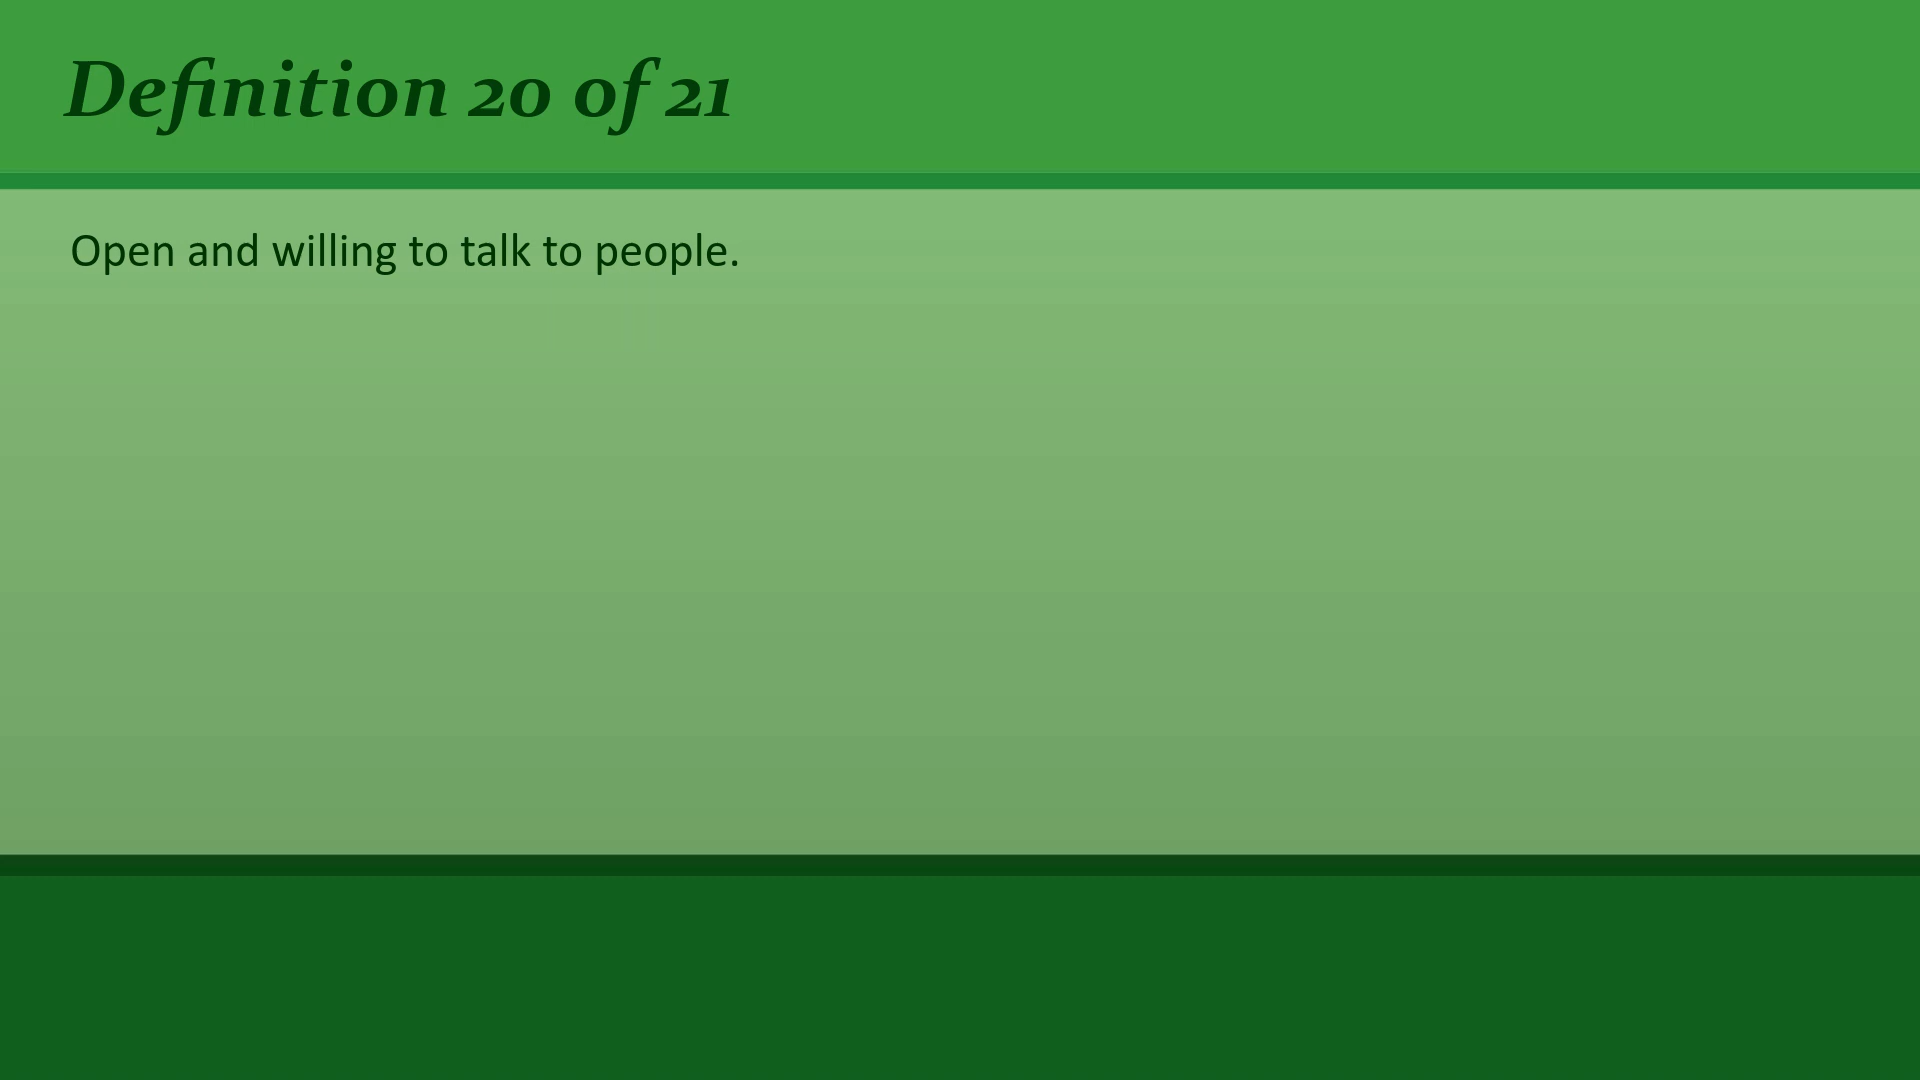 Definition 20 of 21
Open and willing to talk to people.